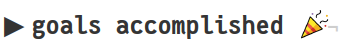 ▶ goals accomplished 🎉